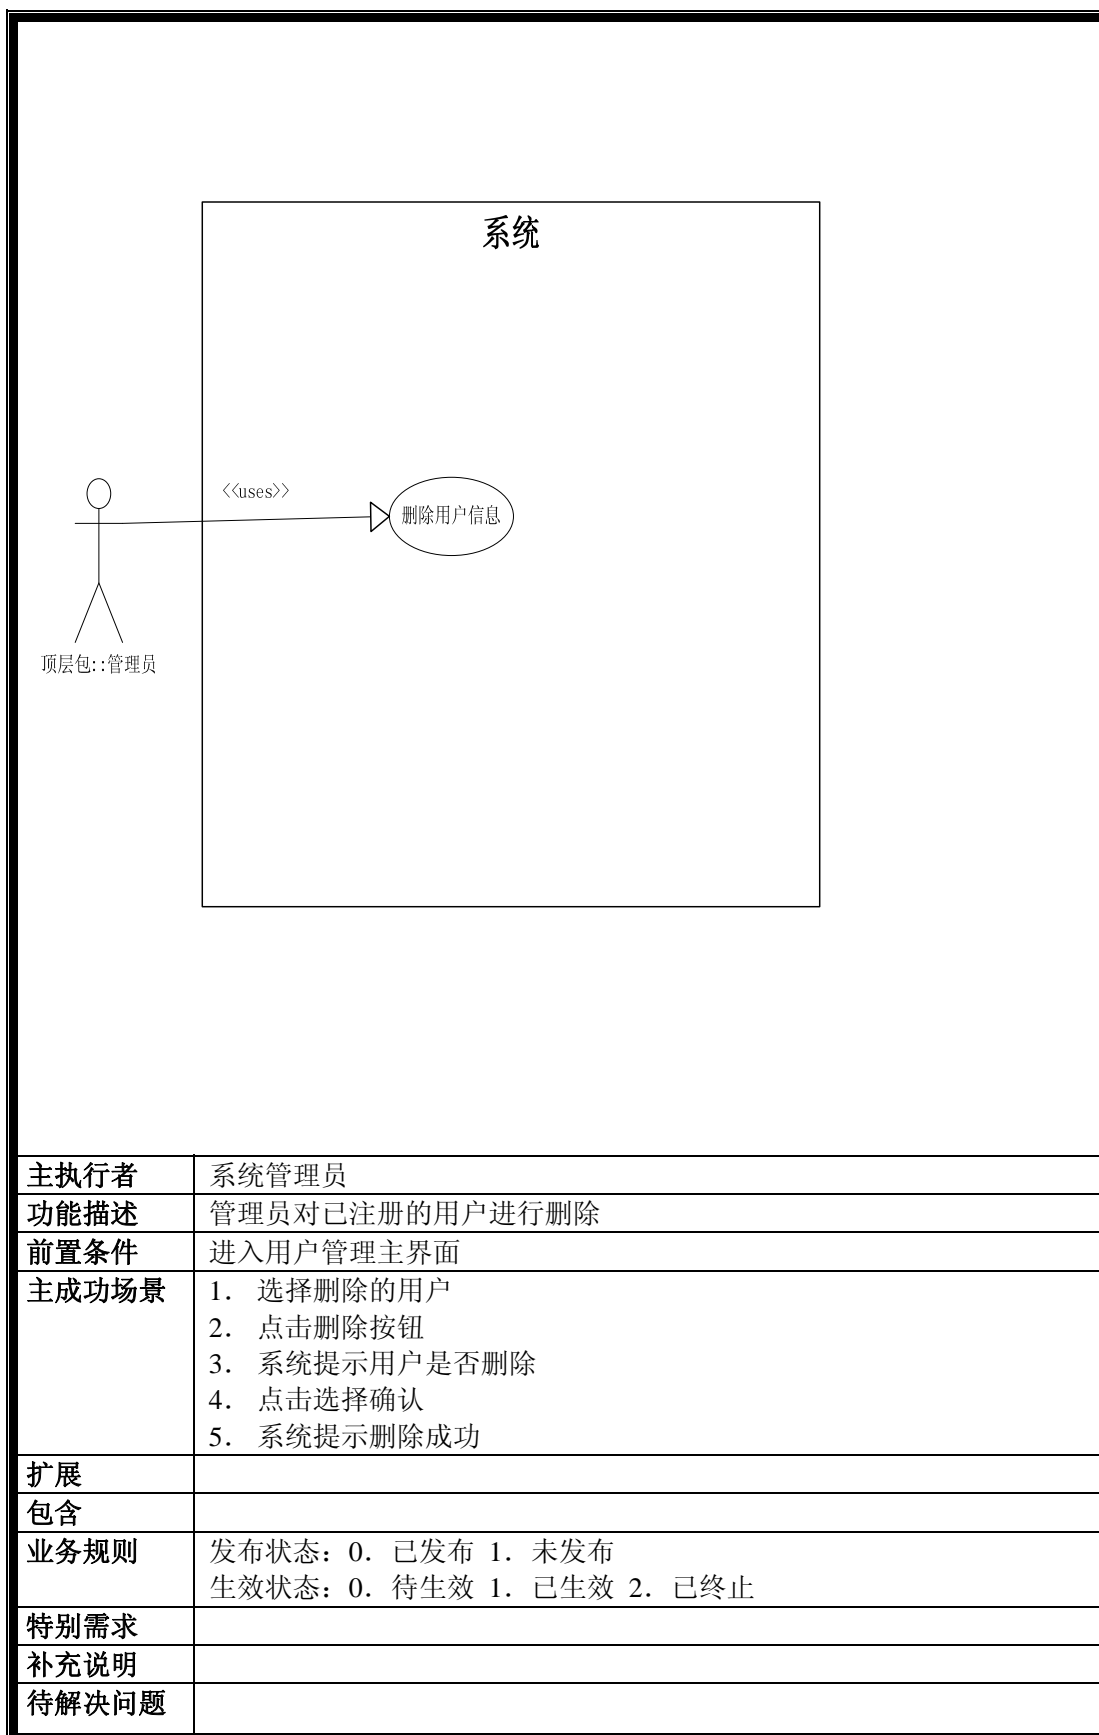 系统
<<uses>>
删除用户信息
顶层包::管理员
主执行者 系统管理员
功能描述 管理员对已注册的用户进行删除
前置条件 进入用户管理主界面
主成功场景 1. 选择删除的用户
2. 点击删除按钮
3. 系统提示用户是否删除
4. 点击选择确认
5. 系统提示删除成功
扩展
包含
业务规则 发布状态：0. 已发布 1. 未发布
生效状态：0. 待生效 1. 已生效 2. 已终止
特别需求
补充说明
待解决问题